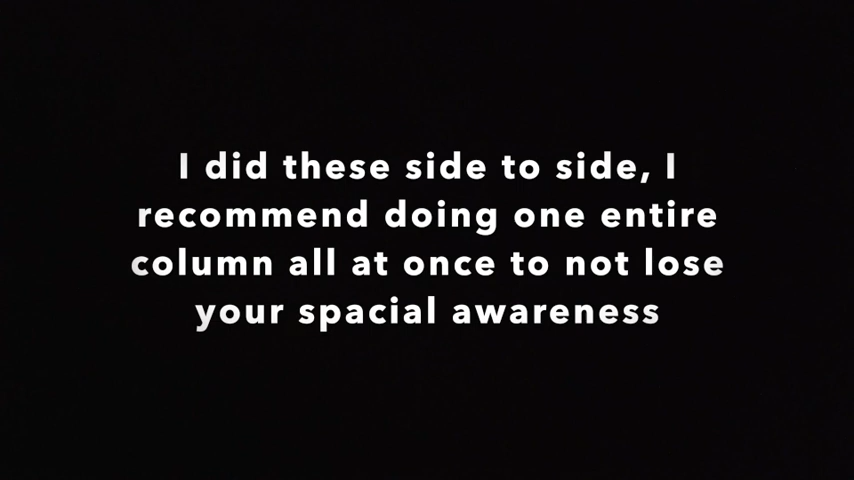 I did these side to side, I
recommend doing one entire
column all at once to not lose
your spacial awareness